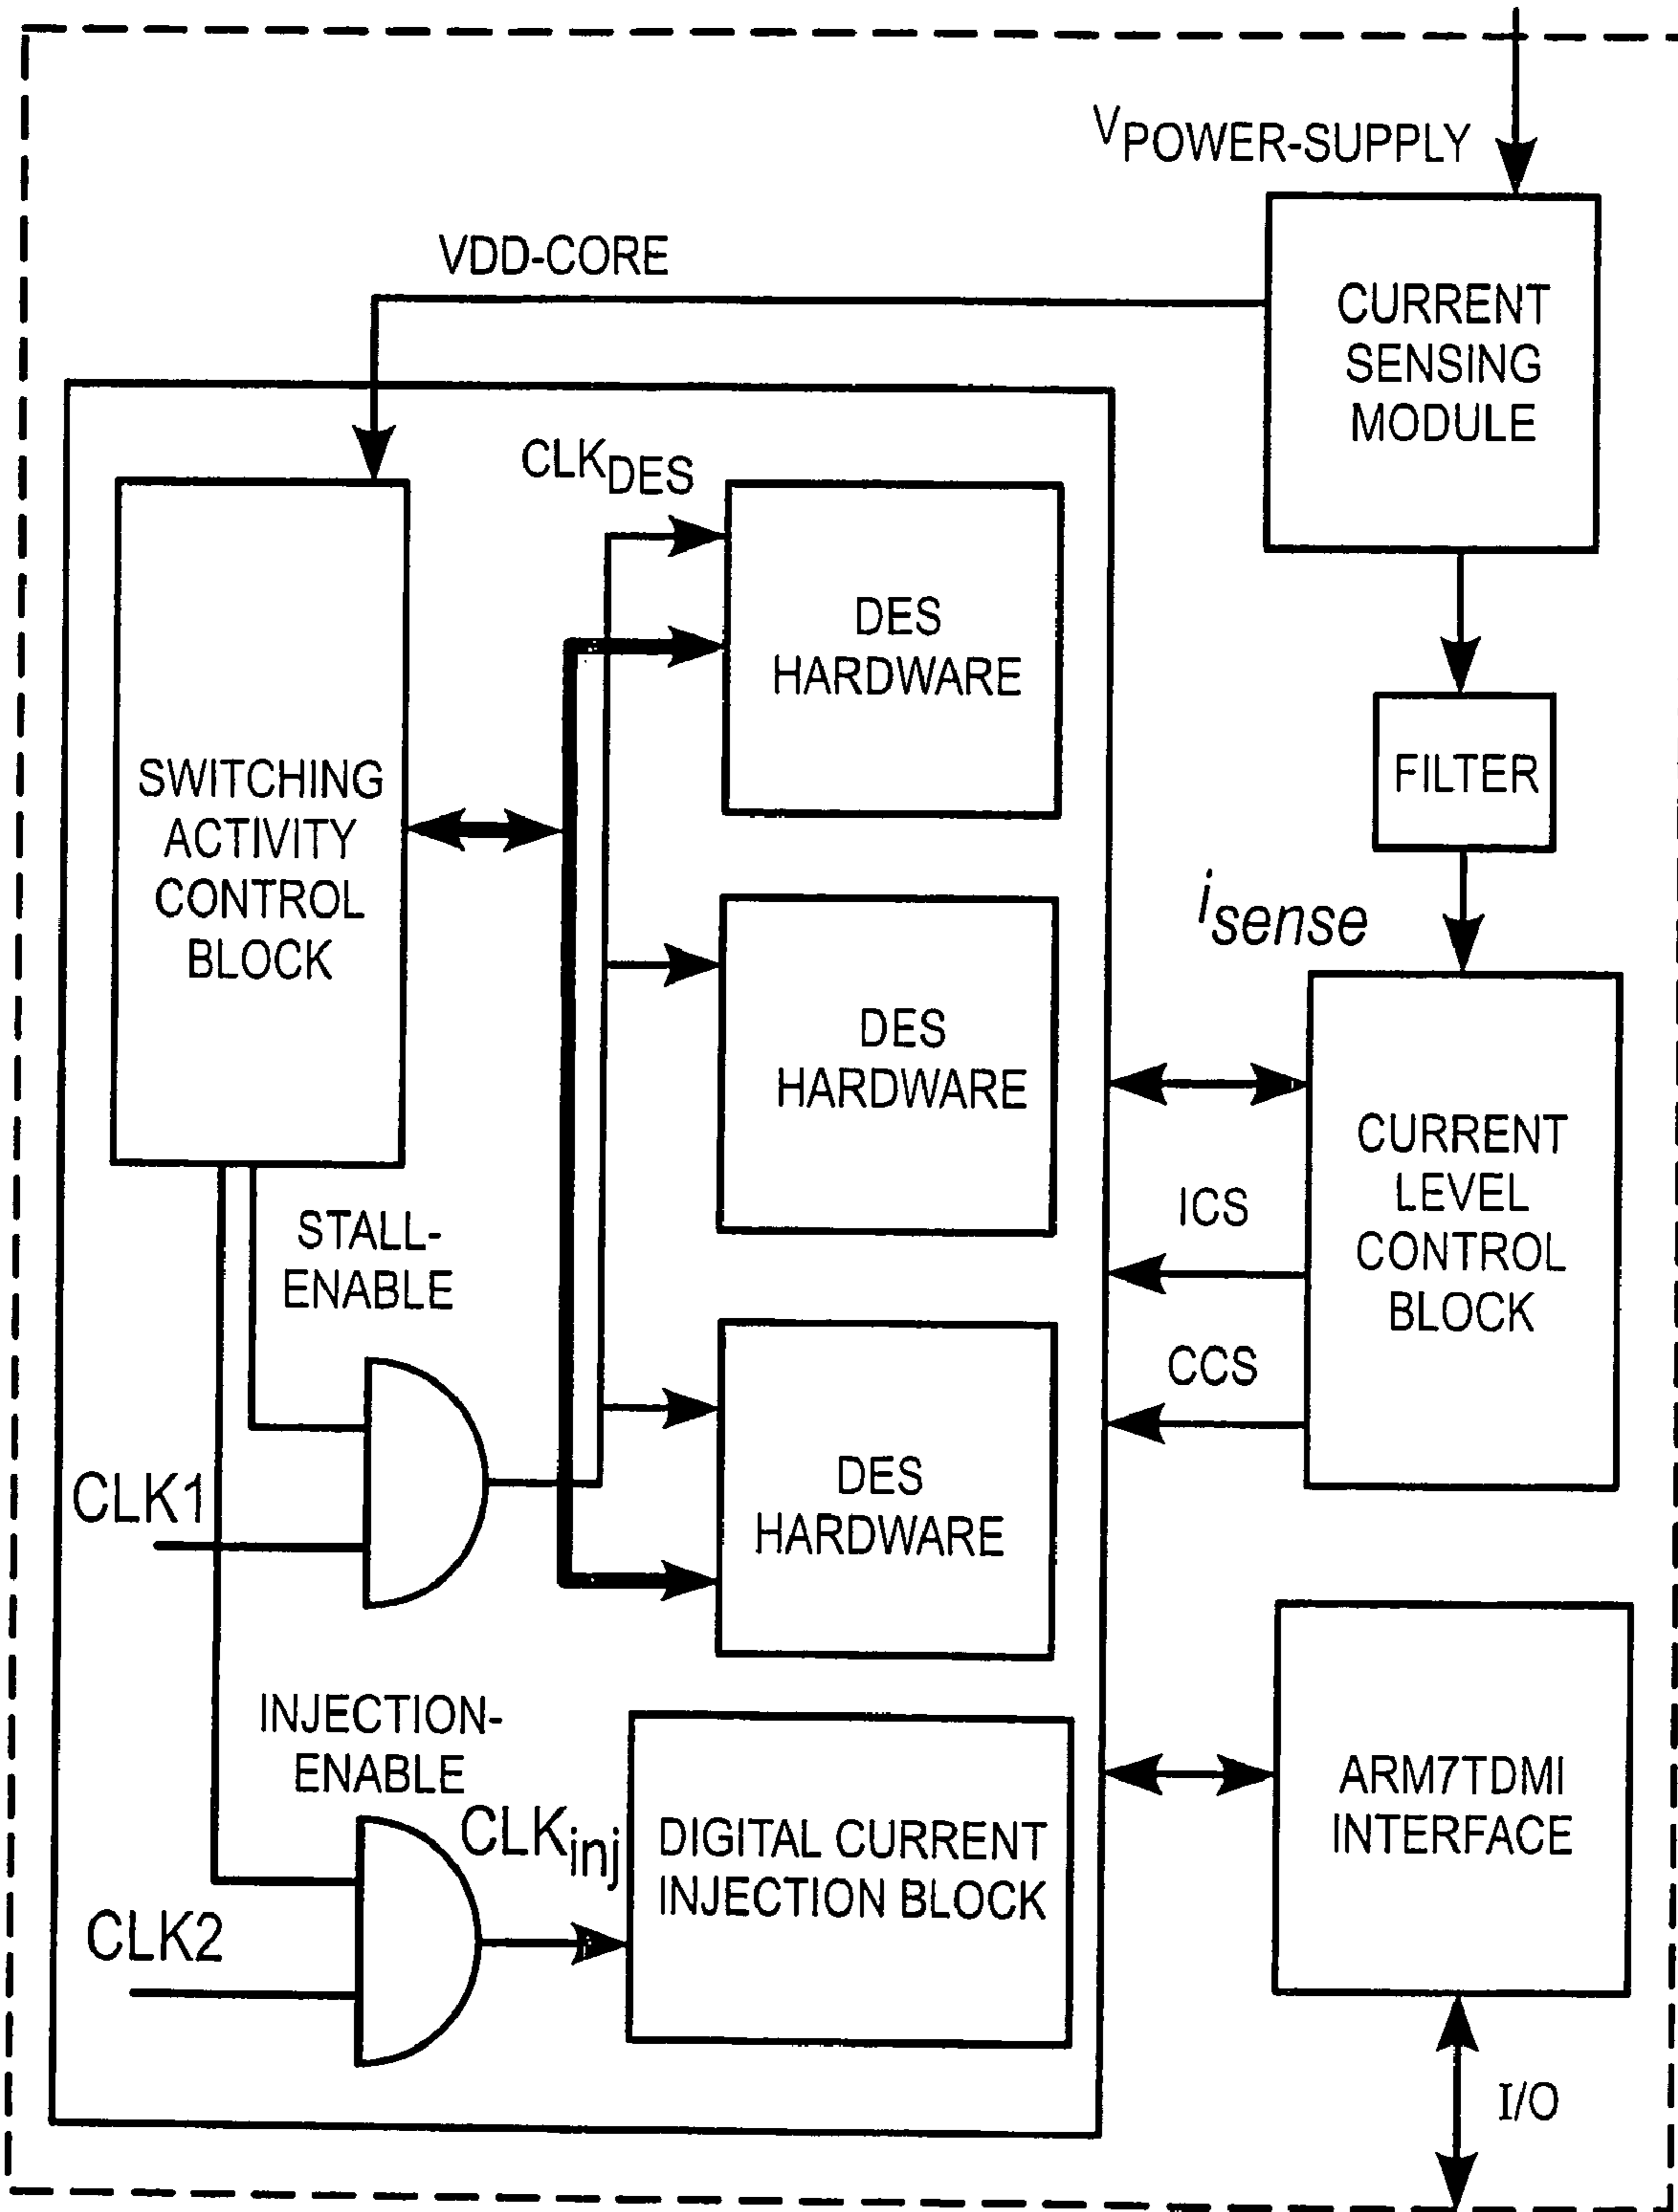 VPOWER-SUPPLY
VDD-CORE
CURRENT
SENSING
MODULE
CLKDES
DES
HARDWARE
SWITCHING
ACTIVITY
CONTROL
BLOCK
FILTER
isense
DES
HARDWARE
CURRENT
LEVEL
CONTROL
BLOCK
ICS
CCS
STALL-
ENABLE
CLK1
DES
HARDWARE
INJECTION-
ENABLE
CLKinj
CLK2
DIGITAL CURRENT
INJECTION BLOCK
ARM7TDMI
INTERFACE
I/O